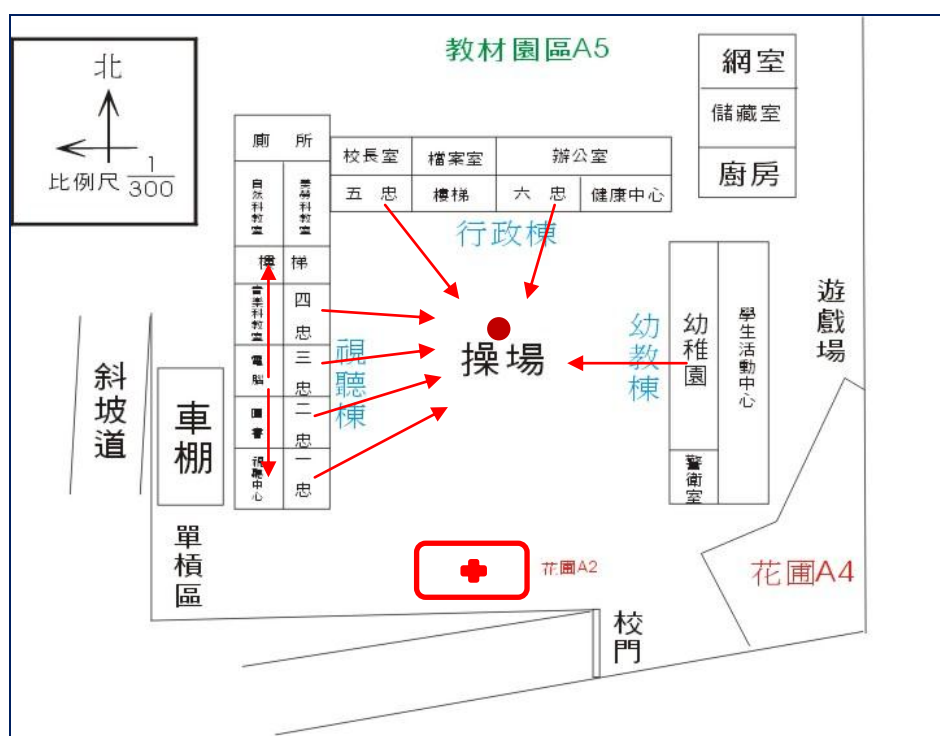 教材園區A5
北
比例尺 1/300
網室
儲藏室
廚房
廁 所
校長室 檔案室 辦公室
五 忠 樓梯 六 忠 健康中心
自然科教室
美勞科教室
行政棟
樓 梯
音樂科教室
四忠
電腦
三忠
圖書
二忠
視聽中心
一忠
視聽棟
操場
幼教棟
幼稚園
學生活動中心
警衛室
遊戲場
斜坡道
車棚
單槓區
花圃A2
花圃A4
校門